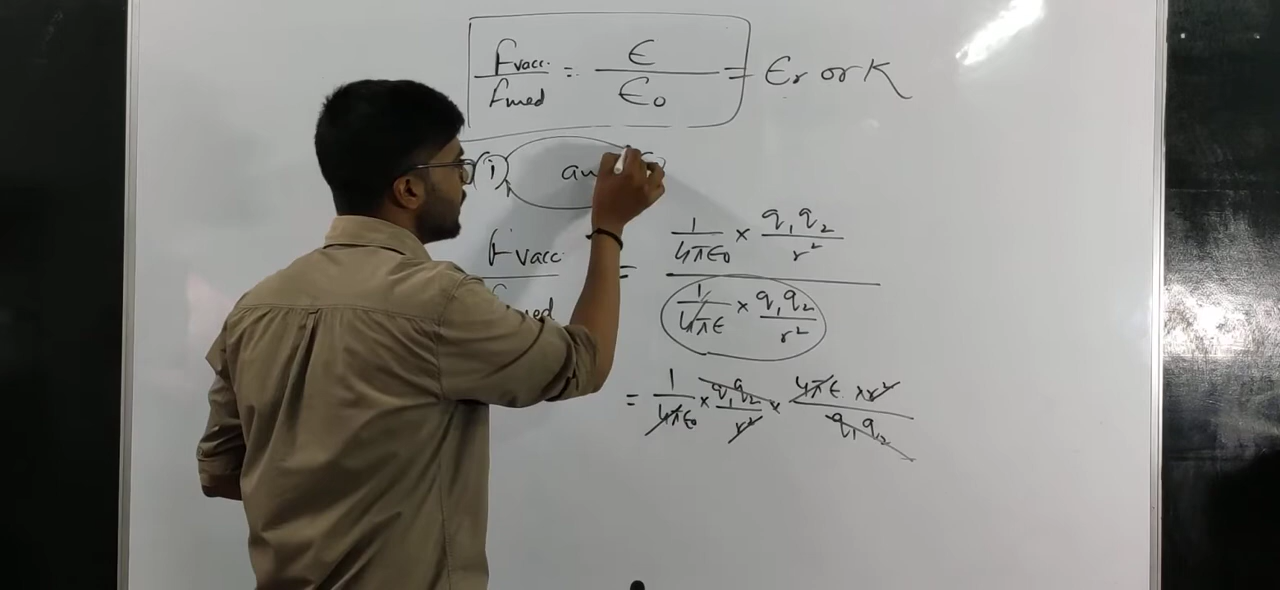 Fvacc. / Fmed = ϵ / ϵ₀ = ϵr or K
(1)
Fvacc. = 1/4πϵ₀ × q₁q₂/r²
1/4πϵ × q₁q₂/r²
= 1/4πϵ₀ × q₁q₂/r² × 4πϵ × r²/q₁q₂